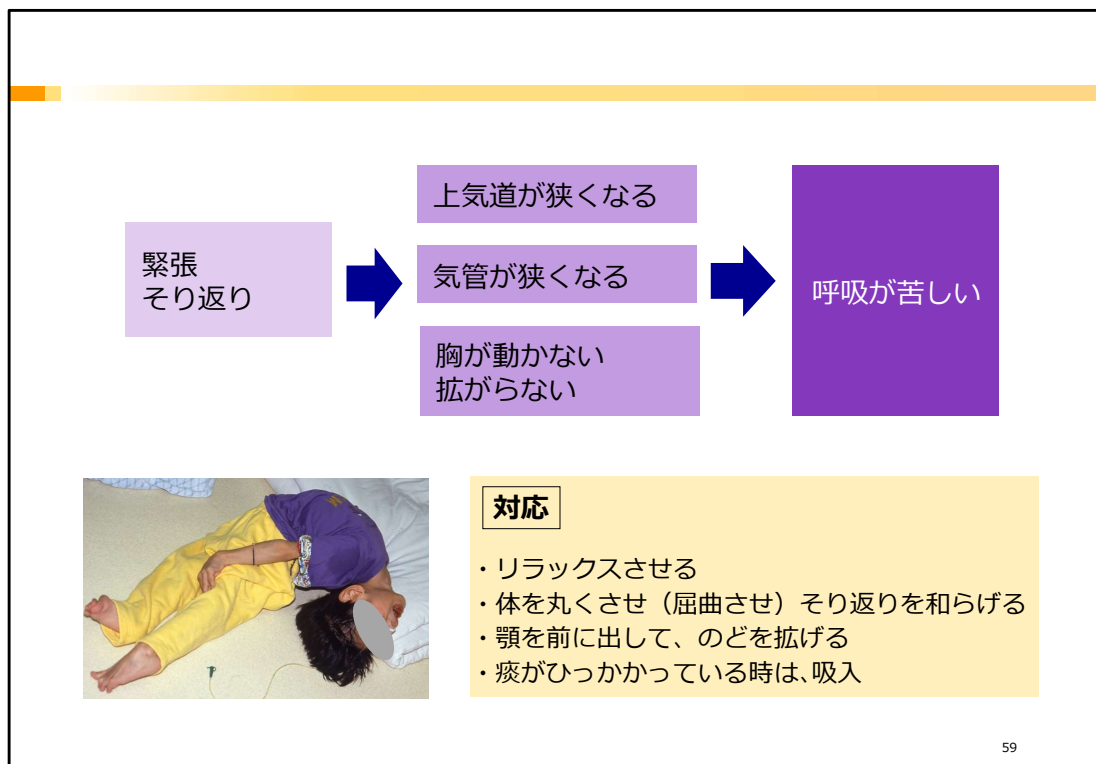 緊張
そり返り
上気道が狭くなる
気管が狭くなる
胸が動かない
拡がらない
呼吸が苦しい
対応
・リラックスさせる
・体を丸くさせ（屈曲させ）そり返りを和らげる
・顎を前に出して、のどを拡げる
・痰がひっかかっている時は、吸入
59